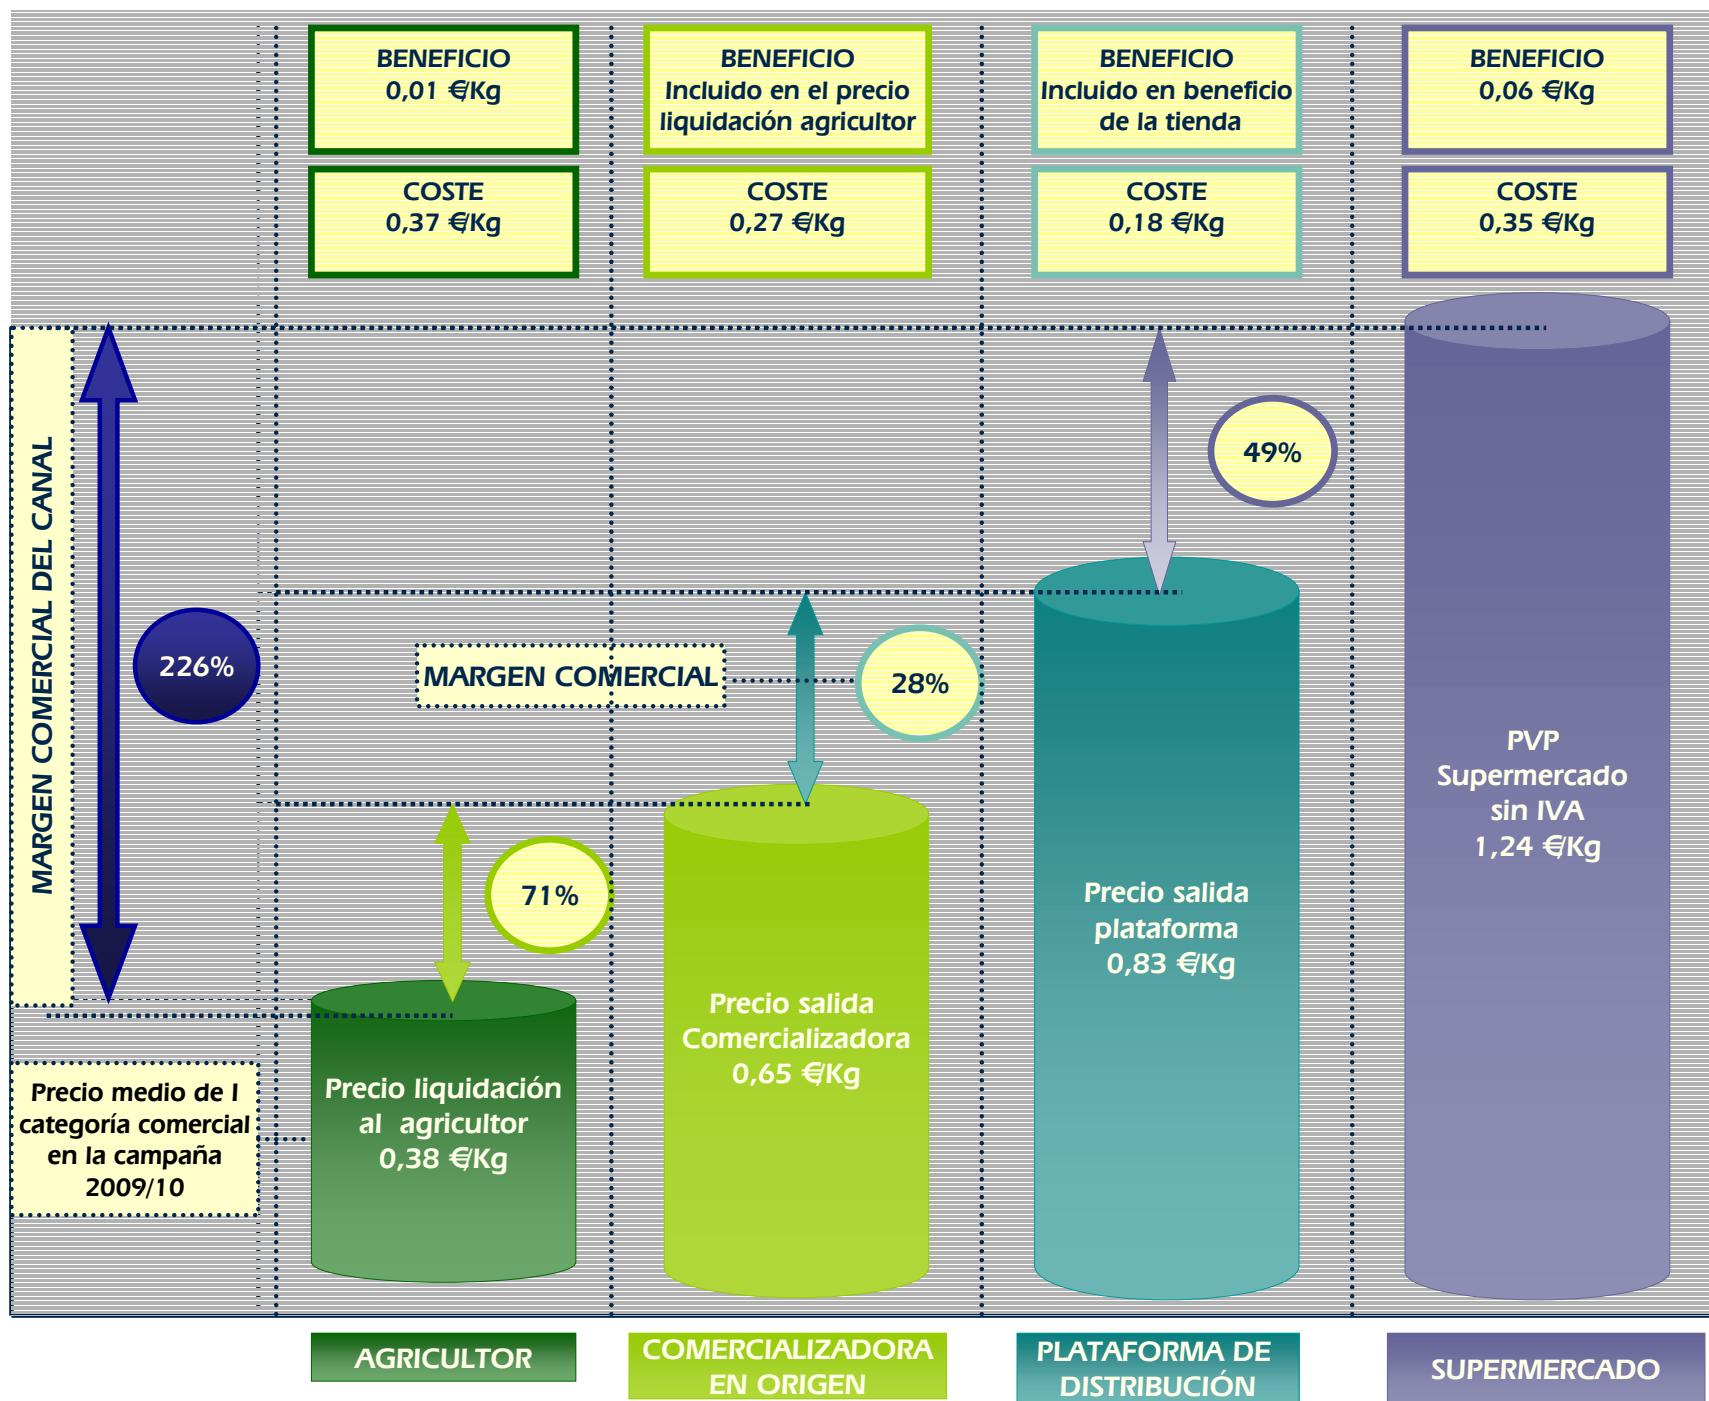 BENEFICIO
0,01 €/Kg
BENEFICIO
Incluido en el precio
liquidación agricultor
BENEFICIO
Incluido en beneficio
de la tienda
BENEFICIO
0,06 €/Kg
COSTE
0,37 €/Kg
COSTE
0,27 €/Kg
COSTE
0,18 €/Kg
COSTE
0,35 €/Kg
MARGEN COMERCIAL DEL CANAL
226%
49%
MARGEN COMERCIAL
28%
71%
PVP
Supermercado
sin IVA
1,24 €/Kg
Precio salida
plataforma
0,83 €/Kg
Precio salida
Comercializadora
0,65 €/Kg
Precio liquidación
al agricultor
0,38 €/Kg
Precio medio de I
categoría comercial
en la campaña
2009/10
AGRICULTOR
COMERCIALIZADORA
EN ORIGEN
PLATAFORMA DE
DISTRIBUCIÓN
SUPERMERCADO